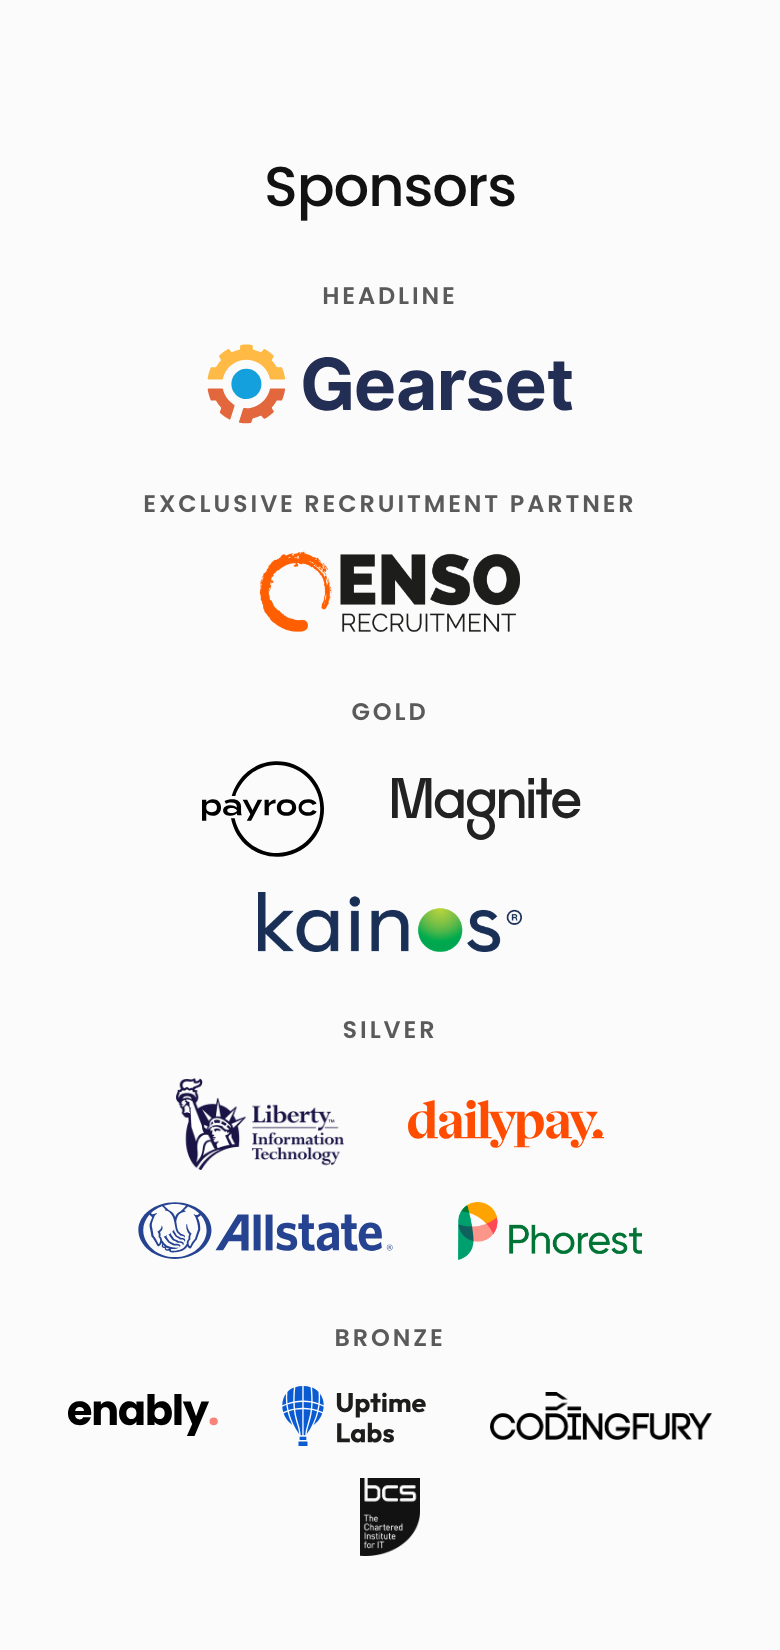 Sponsors
HEADLINE
Gearset
EXCLUSIVE RECRUITMENT PARTNER
ENSO
RECRUITMENT
GOLD
payroc
Magnite
kainos®
SILVER
Liberty™
Information
Technology
dailypay.
Allstate®
Phorest
BRONZE
enably.
Uptime
Labs
CODINGFURY
bcs
The
Chartered
Institute
for IT